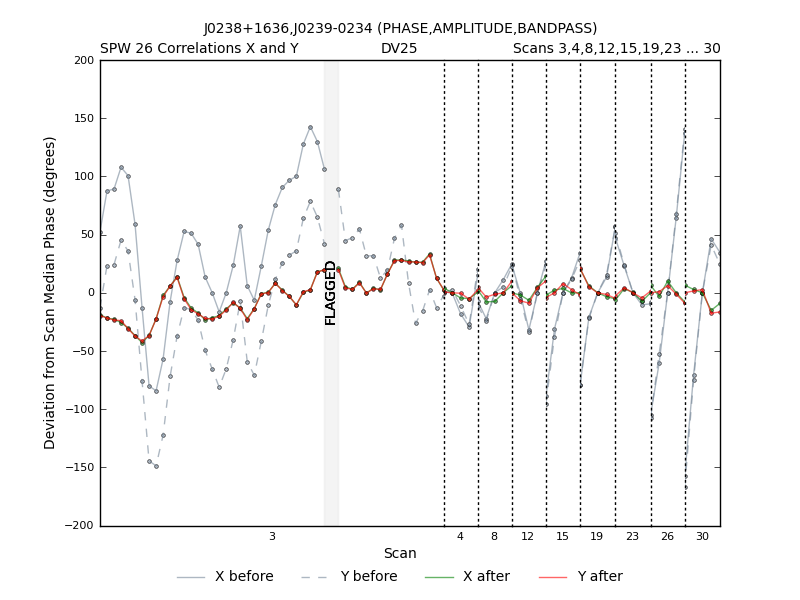 J0238+1636,J0239-0234 (PHASE,AMPLITUDE,BANDPASS)
SPW 26 Correlations X and Y DV25 Scans 3,4,8,12,15,19,23 ... 30
200
150
100
50
0
−50
−100
−150
−200
Deviation from Scan Median Phase (degrees)
FLAGGED
3 4 8 12 15 19 23 26 30
Scan
X before Y before X after Y after